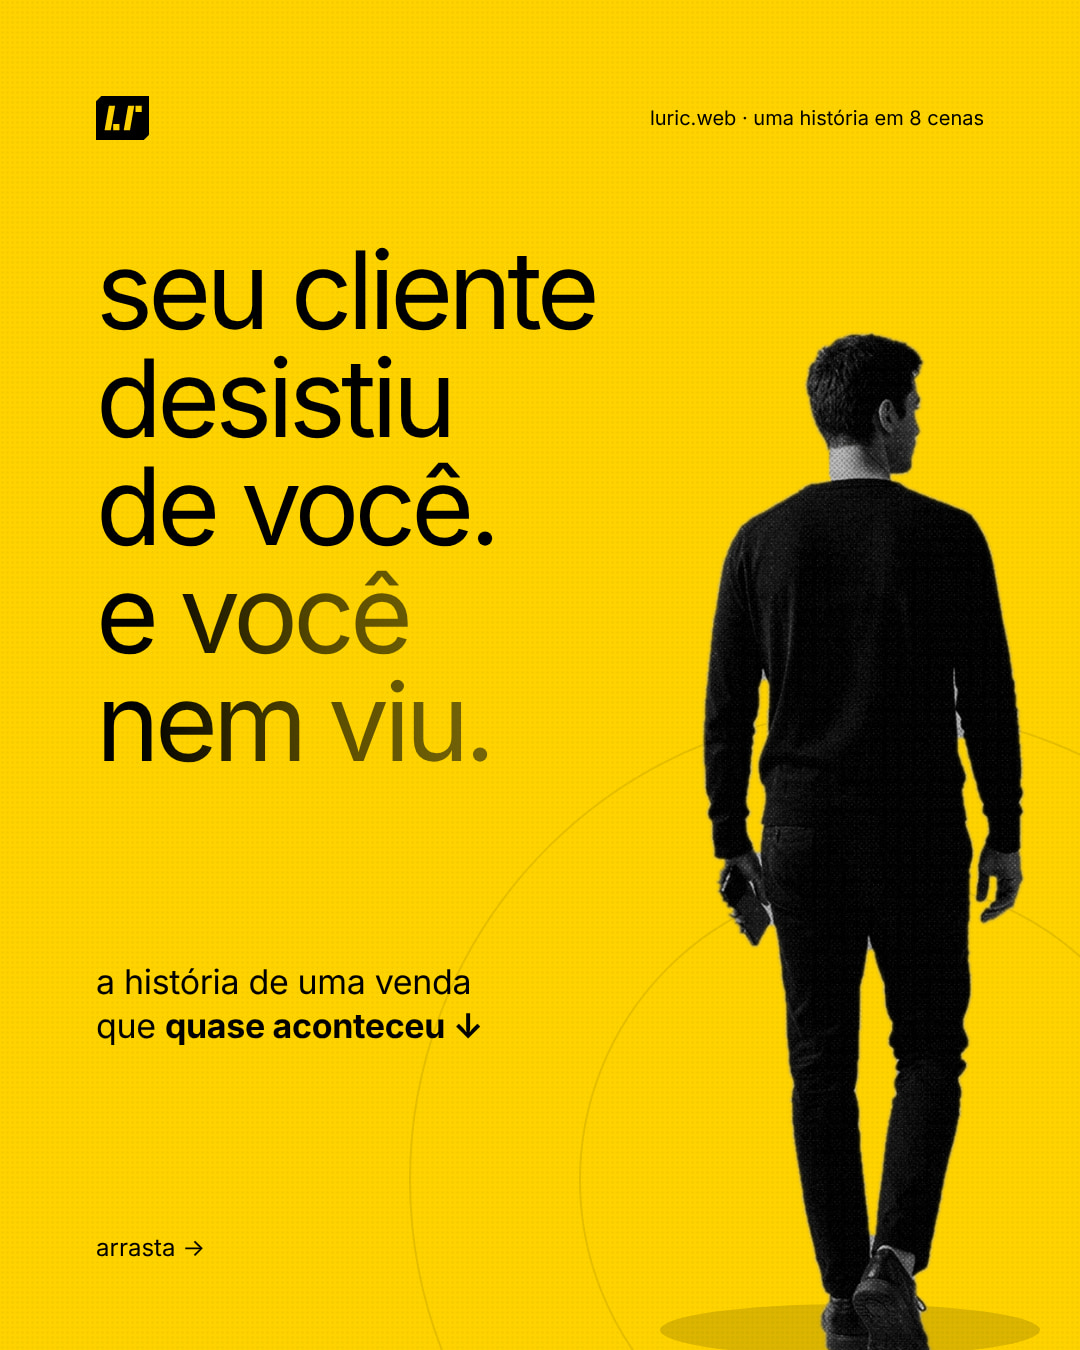 luric.web · uma história em 8 cenas
seu cliente
desistiu
de você.
e você
nem viu.
a história de uma venda
que quase aconteceu ↓
arrasta →